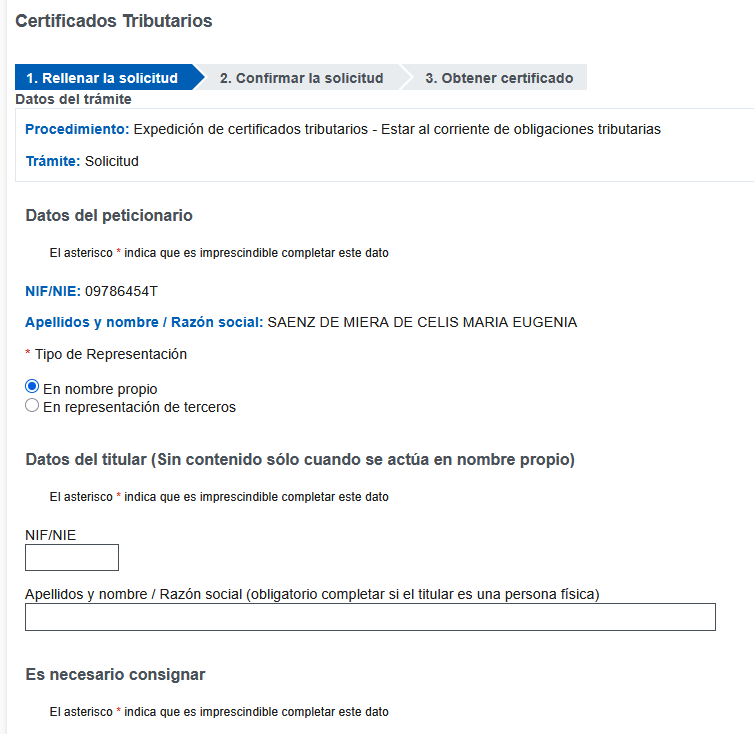 Certificados Tributarios
1. Rellenar la solicitud 2. Confirmar la solicitud 3. Obtener certificado
Datos del trámite
Procedimiento: Expedición de certificados tributarios - Estar al corriente de obligaciones tributarias
Trámite: Solicitud
Datos del peticionario
El asterisco * indica que es imprescindible completar este dato
NIF/NIE: 09786454T
Apellidos y nombre / Razón social: SAENZ DE MIERA DE CELIS MARIA EUGENIA
* Tipo de Representación
En nombre propio
En representación de terceros
Datos del titular (Sin contenido sólo cuando se actúa en nombre propio)
El asterisco * indica que es imprescindible completar este dato
NIF/NIE
Apellidos y nombre / Razón social (obligatorio completar si el titular es una persona física)
Es necesario consignar
El asterisco * indica que es imprescindible completar este dato